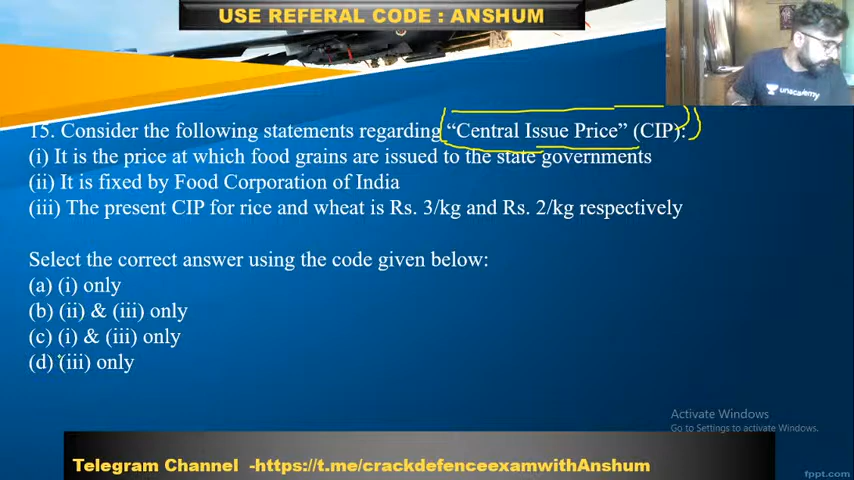 USE REFERAL CODE : ANSHUM
unacademy
15. Consider the following statements regarding “Central Issue Price” (CIP):
(i) It is the price at which food grains are issued to the state governments
(ii) It is fixed by Food Corporation of India
(iii) The present CIP for rice and wheat is Rs. 3/kg and Rs. 2/kg respectively
Select the correct answer using the code given below:
(a) (i) only
(b) (ii) & (iii) only
(c) (i) & (iii) only
(d) (iii) only
Activate Windows
Go to Settings to activate Windows.
Telegram Channel -https://t.me/crackdefenceexamwithAnshum
fppt.com